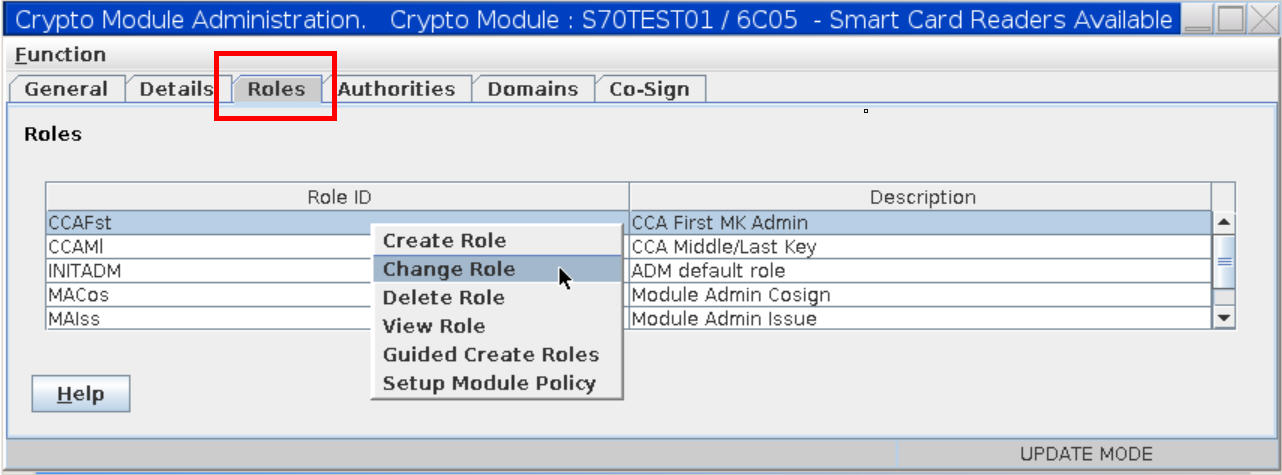 Crypto Module Administration. Crypto Module : S70TEST01 / 6C05 - Smart Card Readers Available
Function
General Details Roles Authorities Domains Co-Sign
Roles
Role ID Description
CCAFst CCA First MK Admin
CCAMl CCA Middle/Last Key
INITADM ADM default role
MACos Module Admin Cosign
MAIss Module Admin Issue
Create Role
Change Role
Delete Role
View Role
Guided Create Roles
Setup Module Policy
Help
UPDATE MODE